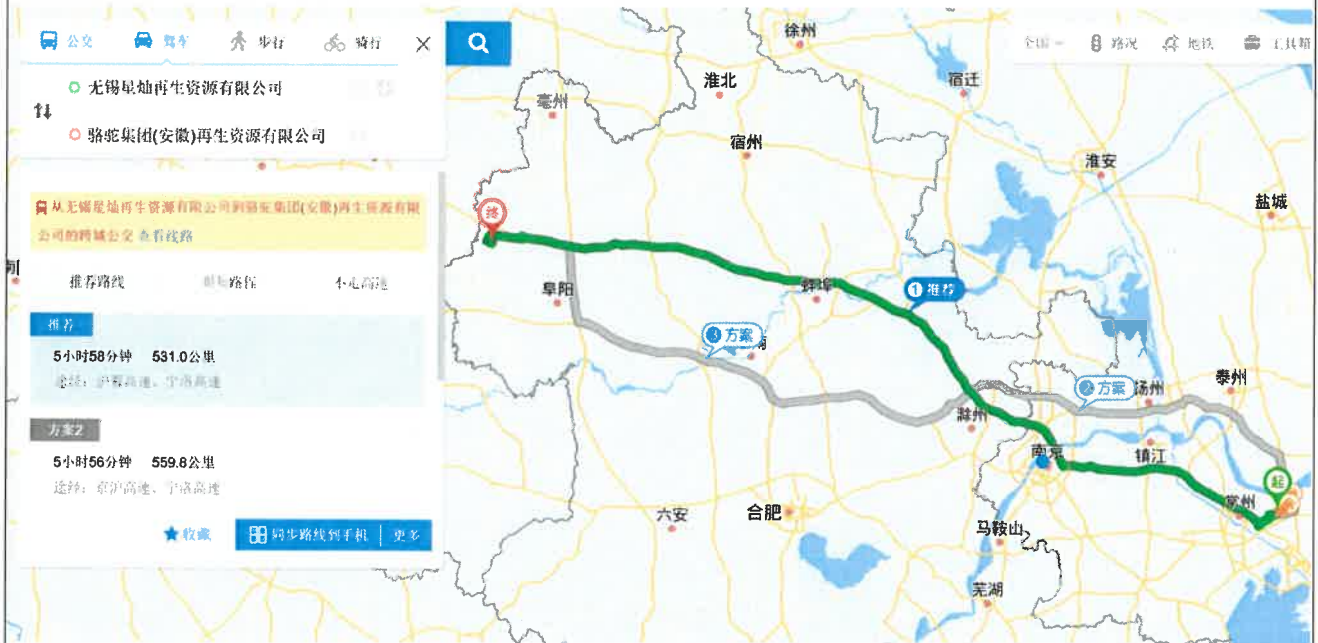 公交 驾车 步行 骑行
无锡星灿再生资源有限公司
骆驼集团(安徽)再生资源有限公司
从无锡星灿再生资源有限公司到骆驼集团(安徽)再生资源有限
公司的跨城公交 查看线路
推荐路线 路程 不走高速
推荐
5小时58分钟 531.0公里
途经：沪蓉高速、宁洛高速
方案2
5小时56分钟 559.8公里
途经：京沪高速、宁洛高速
收藏 同步路线到手机 更多
全国 路况 地铁 工具箱
徐州
淮北
宿迁
亳州
宿州
淮安
盐城
终
阜阳
蚌埠
1 推荐
3 方案
南
2 方案
扬州
泰州
滁州
南京
镇江
起
常州
六安
合肥
马鞍山
芜湖